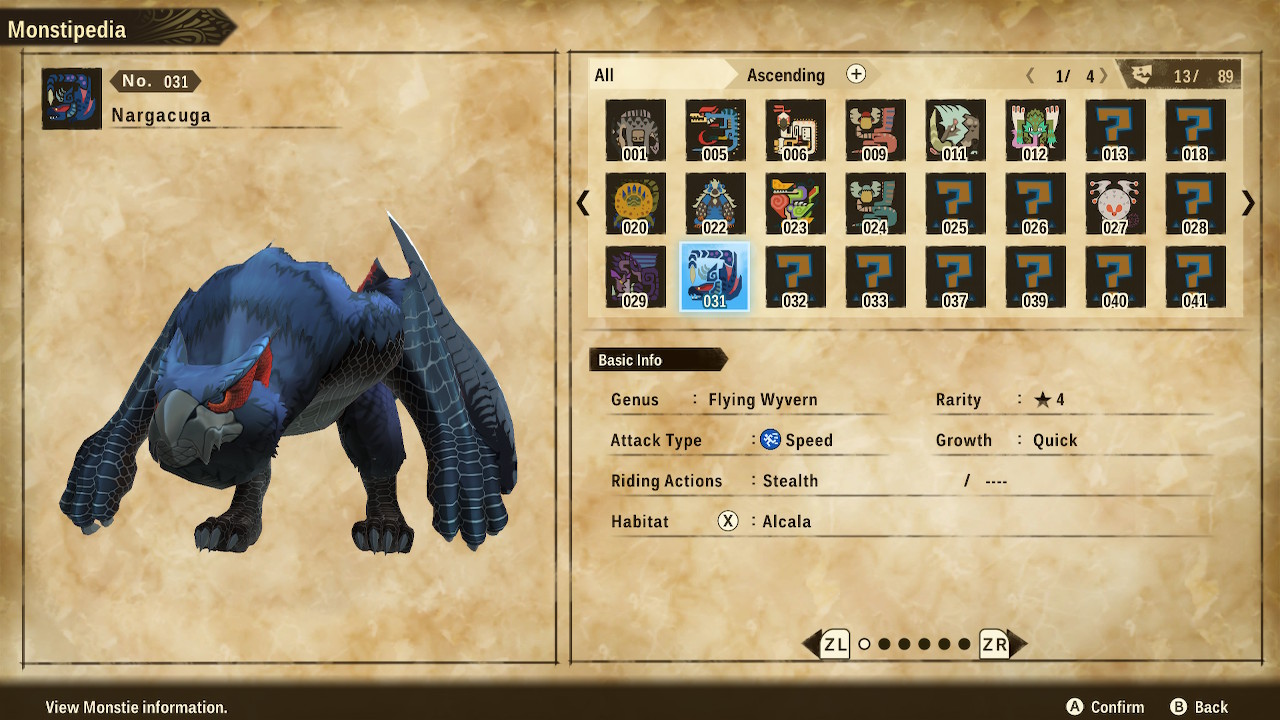 Monstipedia
No. 031
Nargacuga
All
Ascending +
1/ 4
13/ 89
001 005 006 009 011 012 013 018
020 022 023 024 025 026 027 028
029 031 032 033 037 039 040 041
Basic Info
Genus : Flying Wyvern
Rarity : ★ 4
Attack Type : Speed
Growth : Quick
Riding Actions : Stealth / ----
Habitat X : Alcala
ZL ZR
View Monstie information.
A Confirm B Back